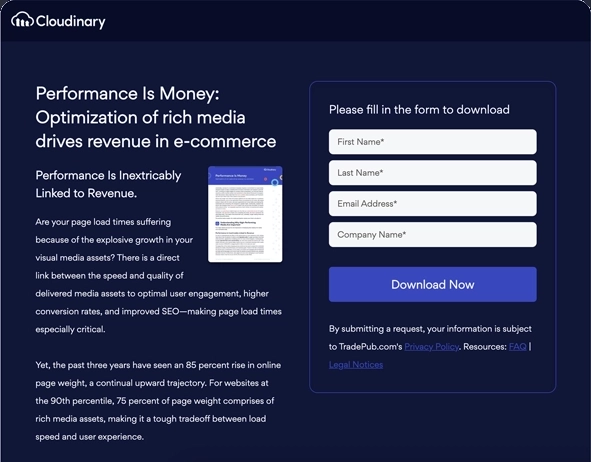 Cloudinary
Performance Is Money:
Optimization of rich media
drives revenue in e-commerce
Performance Is Inextricably
Linked to Revenue.
Performance Is Money
Are your page load times suffering
because of the explosive growth in your
visual media assets? There is a direct
link between the speed and quality of
delivered media assets to optimal user engagement, higher
conversion rates, and improved SEO—making page load times
especially critical.
Yet, the past three years have seen an 85 percent rise in online
page weight, a continual upward trajectory. For websites at
the 90th percentile, 75 percent of page weight comprises of
rich media assets, making it a tough tradeoff between load
speed and user experience.
Please fill in the form to download
First Name*
Last Name*
Email Address*
Company Name*
Download Now
By submitting a request, your information is subject
to TradePub.com's Privacy Policy. Resources: FAQ |
Legal Notices